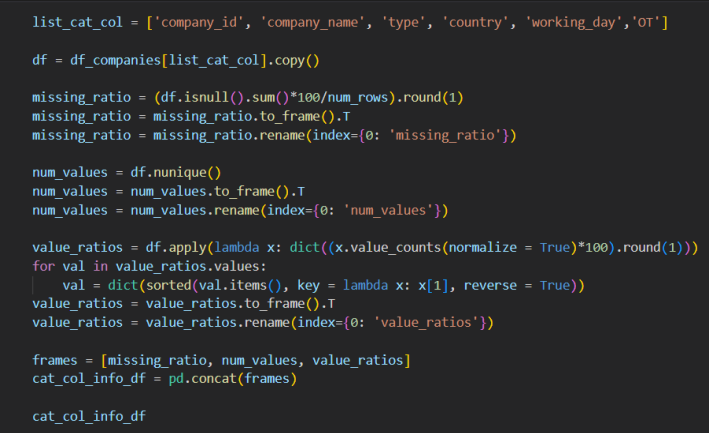 list_cat_col = ['company_id', 'company_name', 'type', 'country', 'working_day','OT']
df = df_companies[list_cat_col].copy()
missing_ratio = (df.isnull().sum()*100/num_rows).round(1)
missing_ratio = missing_ratio.to_frame().T
missing_ratio = missing_ratio.rename(index={0: 'missing_ratio'})
num_values = df.nunique()
num_values = num_values.to_frame().T
num_values = num_values.rename(index={0: 'num_values'})
value_ratios = df.apply(lambda x: dict((x.value_counts(normalize = True)*100).round(1)))
for val in value_ratios.values:
    val = dict(sorted(val.items(), key = lambda x: x[1], reverse = True))
value_ratios = value_ratios.to_frame().T
value_ratios = value_ratios.rename(index={0: 'value_ratios'})
frames = [missing_ratio, num_values, value_ratios]
cat_col_info_df = pd.concat(frames)
cat_col_info_df